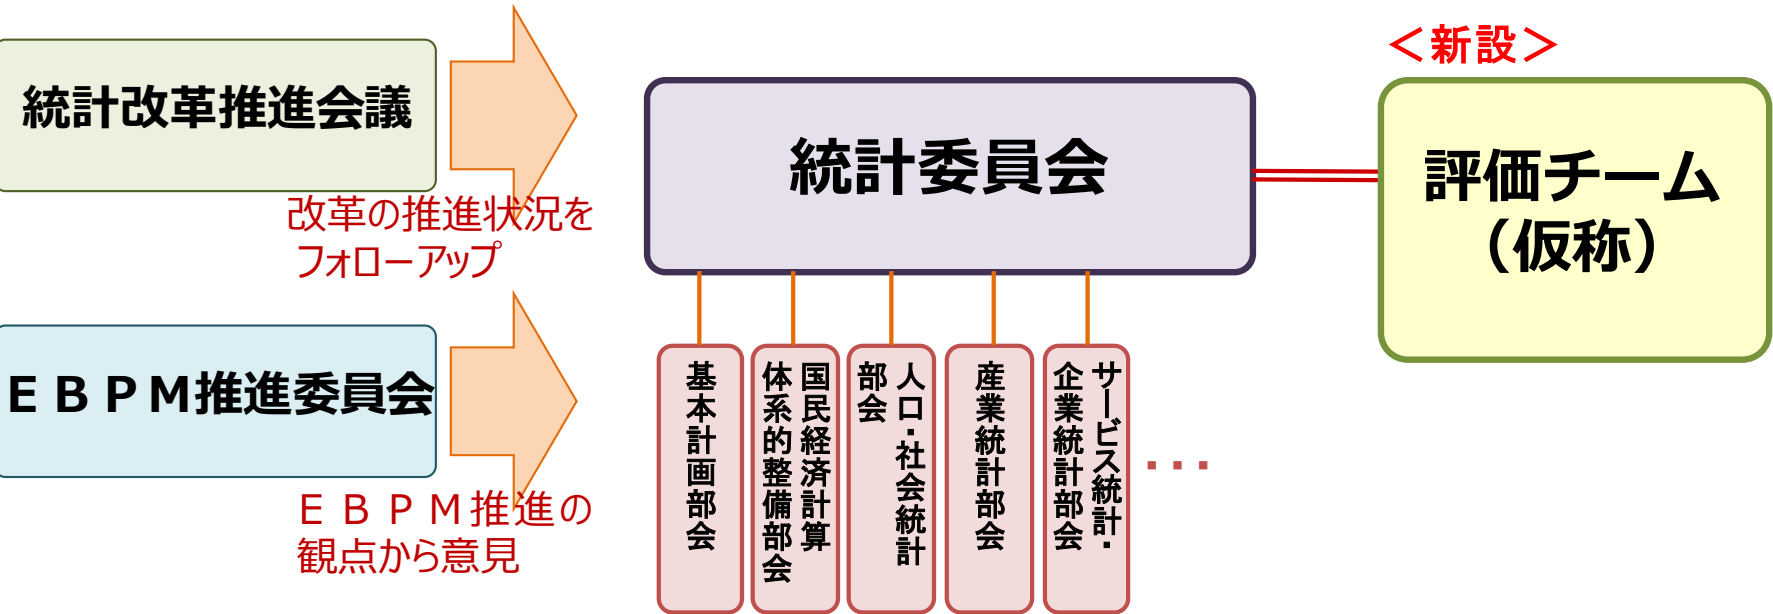 統計改革推進会議
改革の推進状況を
フォローアップ
ＥＢＰＭ推進委員会
ＥＢＰＭ推進の
観点から意見
統計委員会
基本計画部会
国民経済計算
体系的整備部会
人口・社会統計
部会
産業統計部会
サービス統計・
企業統計部会
・・・
＜新設＞
評価チーム
（仮称）